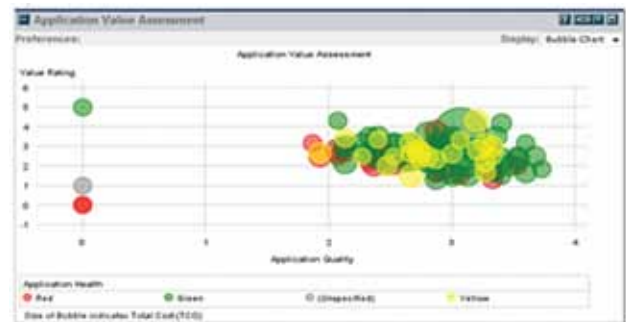 Application Value Assessment
Preferences:
Display: Bubble Chart
Application Value Assessment
Value Rating
6
5
4
3
2
1
0
-1
0
1
2
3
4
Application Quality
Application Health
Red
Green
Yellow
Size of Bubble indicates Total Cost (TCO)